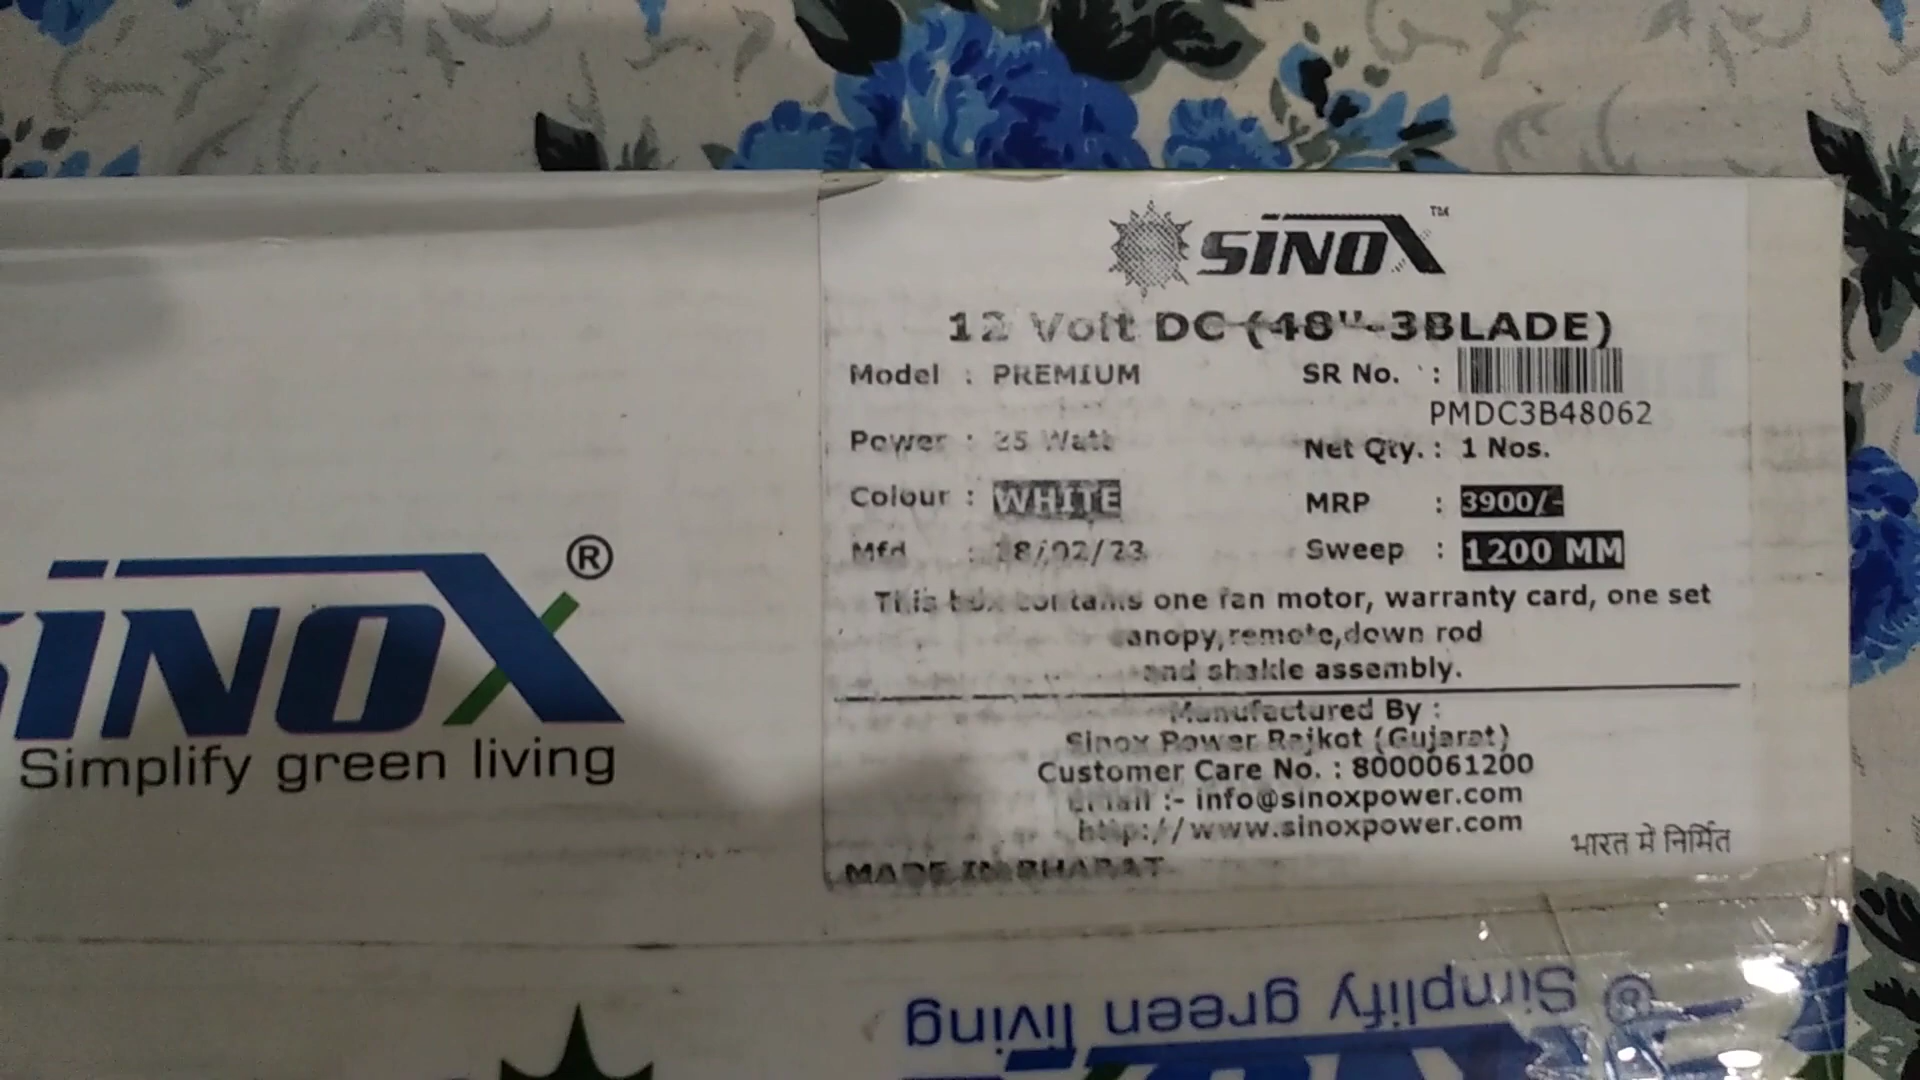 SINOX™
12 Volt DC (48"-3BLADE)
Model : PREMIUM
SR No. :
PMDC3B48062
Power : Watt
Net Qty. : 1 Nos.
Colour : WHITE
MRP : 3900/-
Mfd : 18/02/23
Sweep : 1200 MM
This box contains one fan motor, warranty card, one set
canopy,remote,down rod
and shakle assembly.
Manufactured By :
Sinox Power Rajkot (Gujarat)
Customer Care No. : 8000061200
Email :- info@sinoxpower.com
http://www.sinoxpower.com
भारत में निर्मित
MADE IN BHARAT
SINOX®
Simplify green living
® Simplify green living